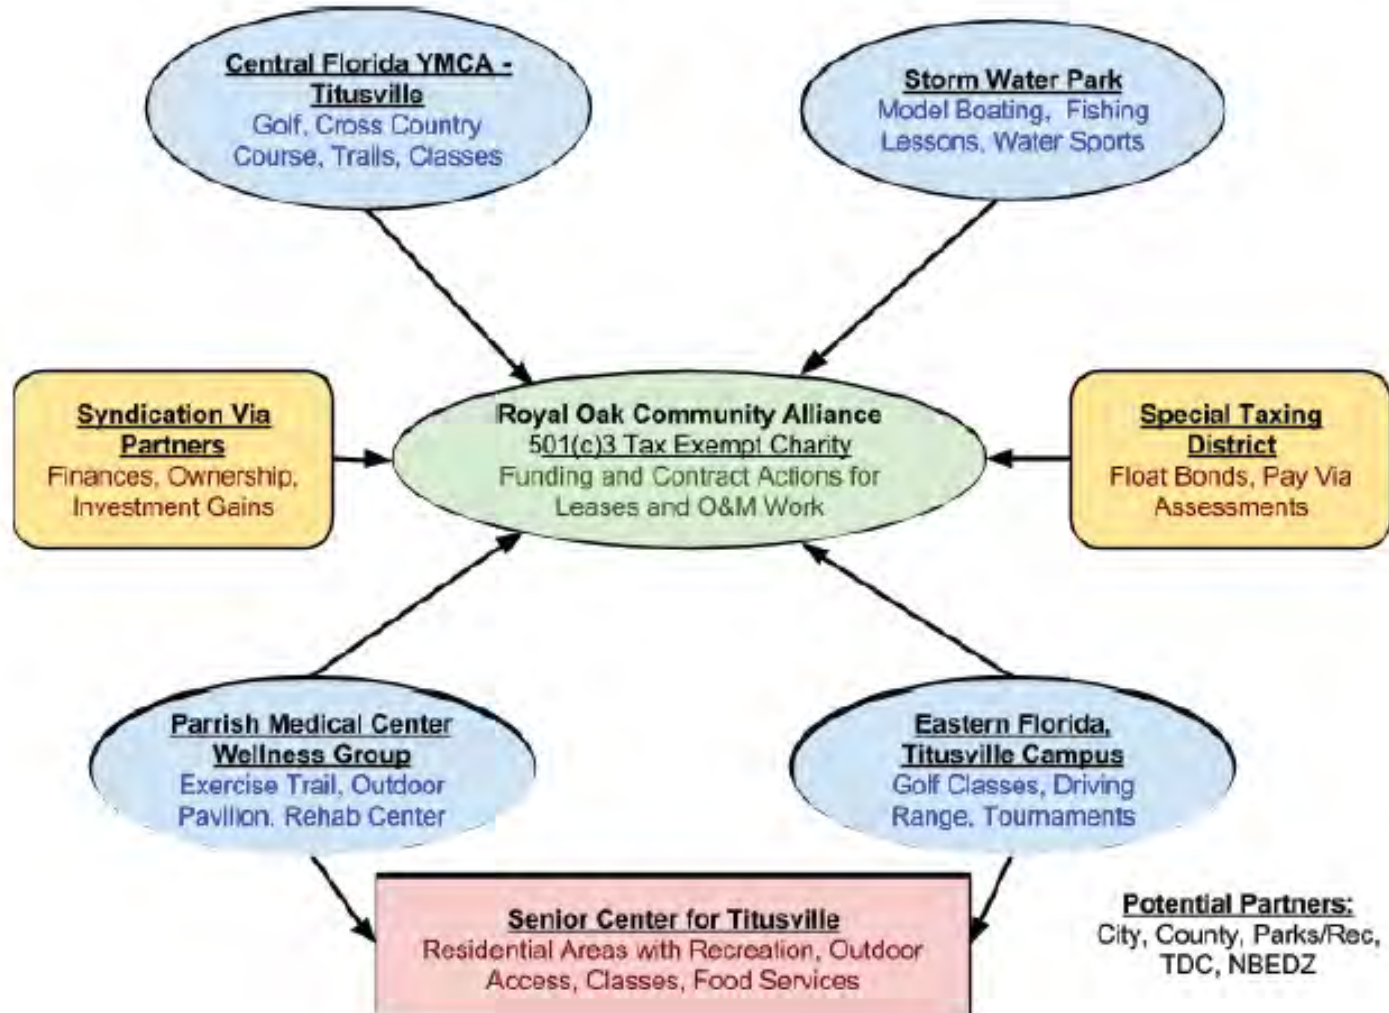 Central Florida YMCA -
Titusville
Golf, Cross Country
Course, Trails, Classes
Storm Water Park
Model Boating, Fishing
Lessons, Water Sports
Syndication Via
Partners
Finances, Ownership,
Investment Gains
Royal Oak Community Alliance
501(c)3 Tax Exempt Charity
Funding and Contract Actions for
Leases and O&M Work
Special Taxing
District
Float Bonds, Pay Via
Assessments
Parrish Medical Center
Wellness Group
Exercise Trail, Outdoor
Pavilion, Rehab Center
Eastern Florida,
Titusville Campus
Golf Classes, Driving
Range, Tournaments
Senior Center for Titusville
Residential Areas with Recreation, Outdoor
Access, Classes, Food Services
Potential Partners:
City, County, Parks/Rec,
TDC, NBEDZ